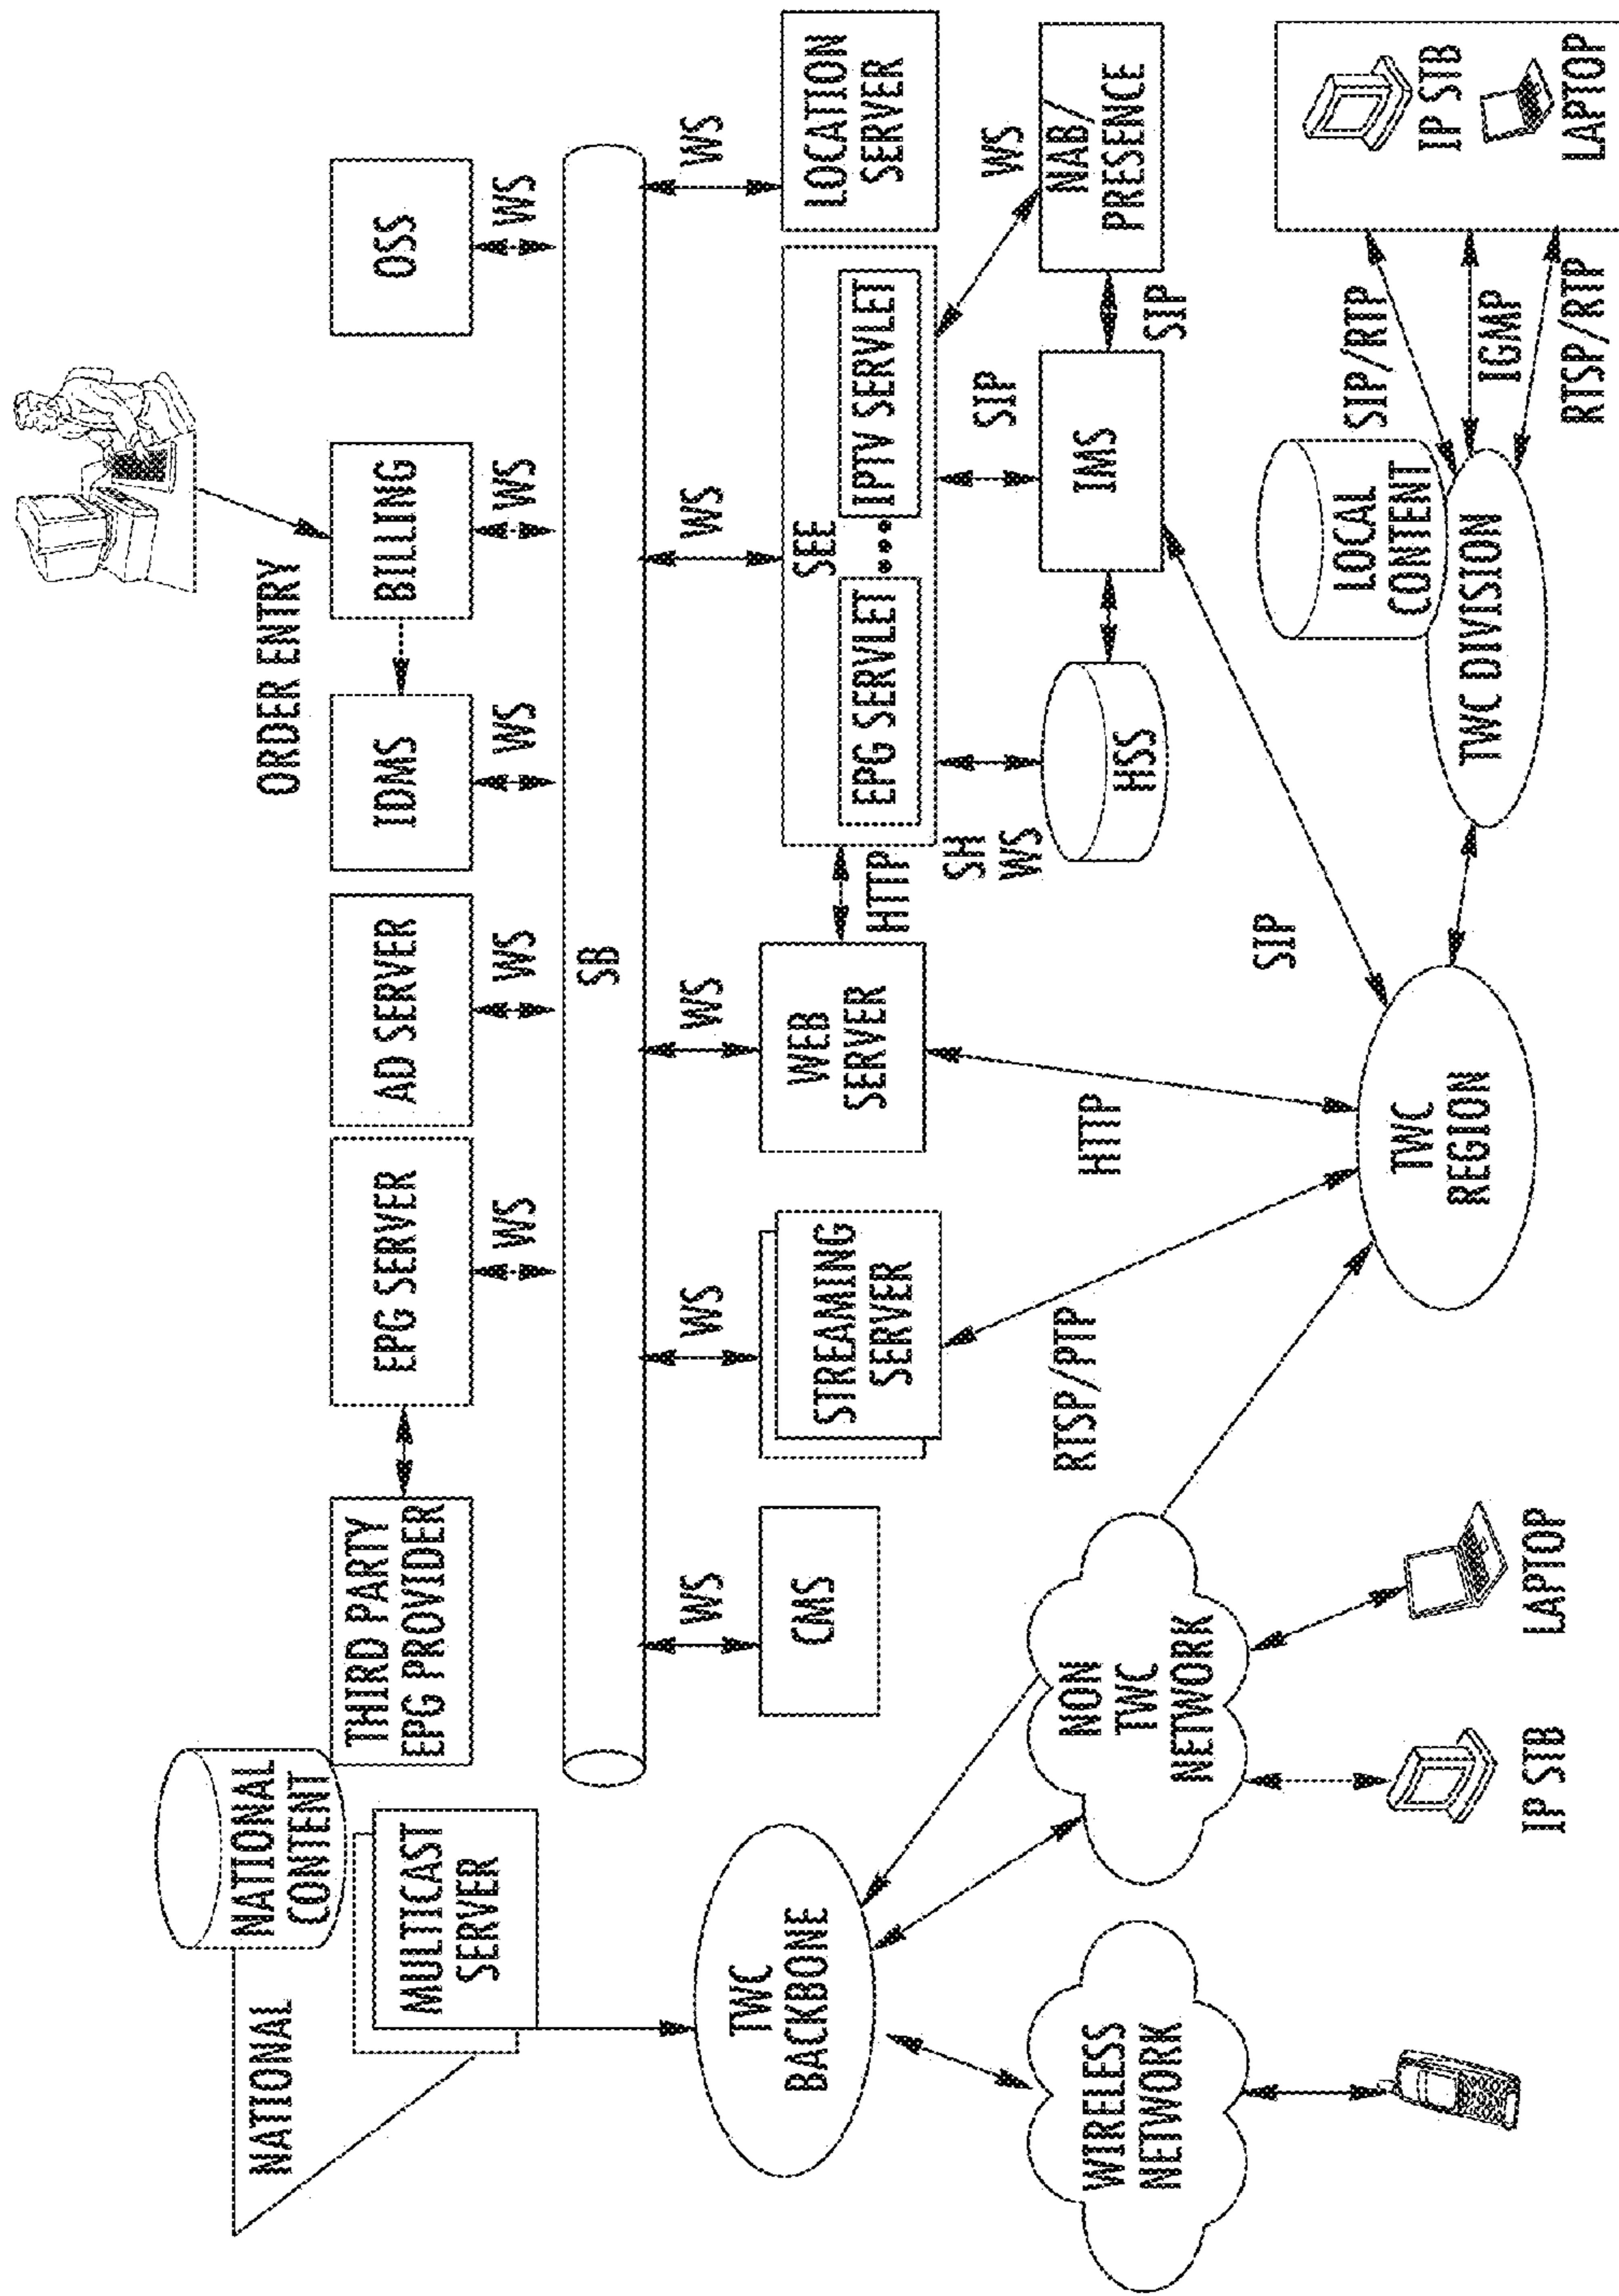 NATIONAL
NATIONAL
CONTENT
ORDER ENTRY
MULTICAST
SERVER
THIRD PARTY
EPG PROVIDER
EPG SERVER
AD SERVER
IDMS
BILLING
OSS
WS
WS
WS
WS
WS
SB
WS
WS
WS
WS
WS
TWC
BACKBONE
CMS
STREAMING
SERVER
WEB
SERVER
HTTP
SEE
EPG SERVLET
IPTV SERVLET
LOCATION
SERVER
SH
WS
SIP
WS
WIRELESS
NETWORK
NON
TWC
NETWORK
RTSP/PTP
HTTP
HSS
IMS
SIP
NAB/
PRESENCE
SIP
TWC
REGION
LOCAL
CONTENT
TWC DIVISION
SIP/RTP
IGMP
RTSP/RTP
IP STB
LAPTOP
IP STB
LAPTOP